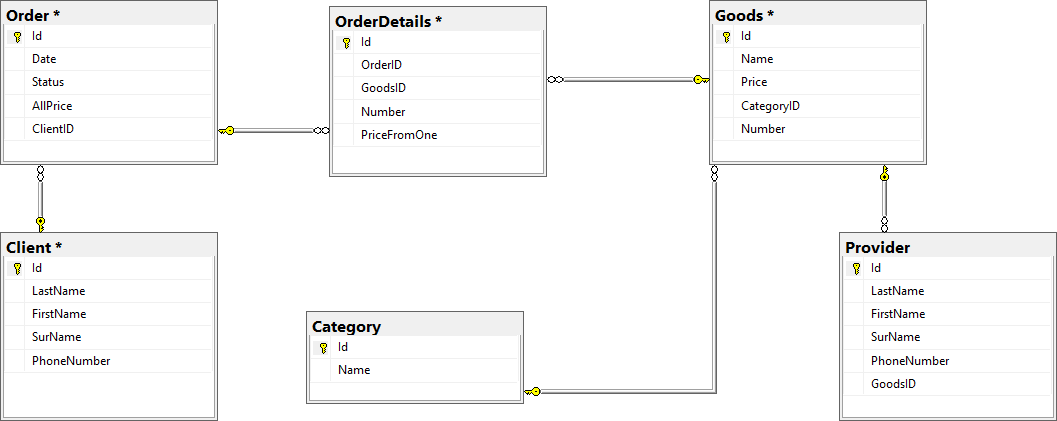 Order *
Id
Date
Status
AllPrice
ClientID
OrderDetails *
Id
OrderID
GoodsID
Number
PriceFromOne
Goods *
Id
Name
Price
CategoryID
Number
Client *
Id
LastName
FirstName
SurName
PhoneNumber
Category
Id
Name
Provider
Id
LastName
FirstName
SurName
PhoneNumber
GoodsID